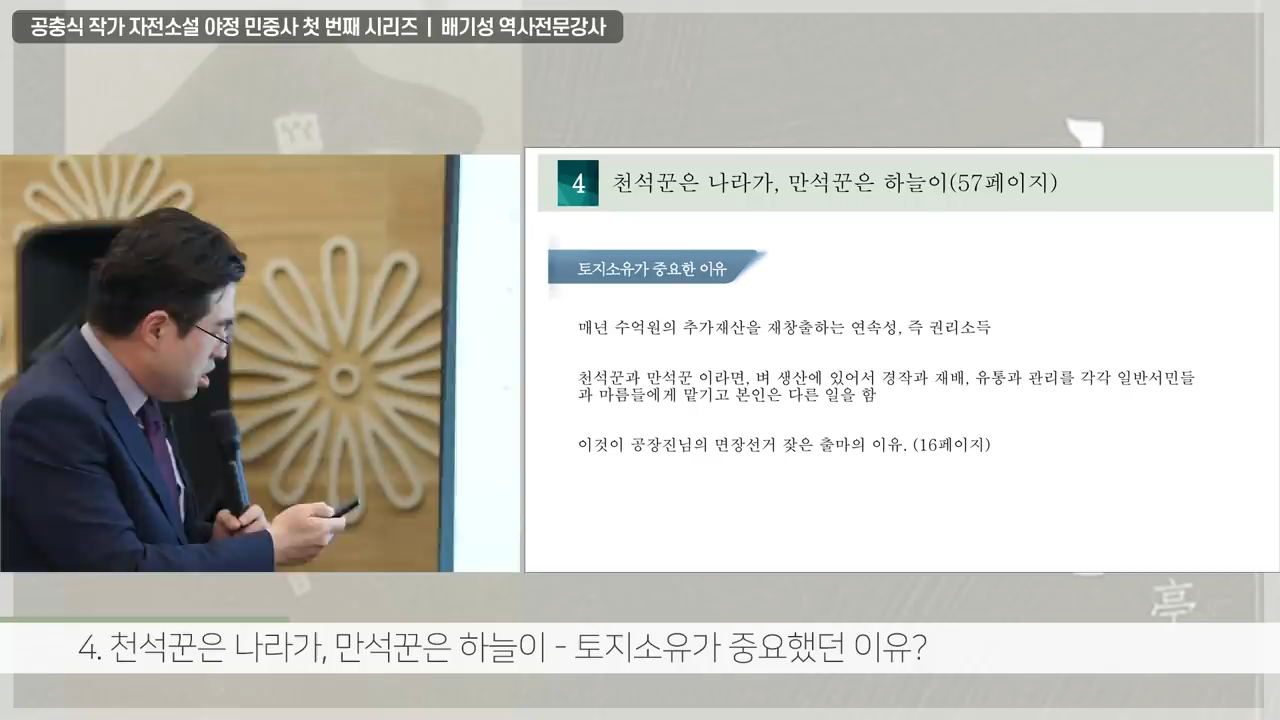 공충식 작가 자전소설 야정 민중사 첫 번째 시리즈 | 배기성 역사전문강사
4 천석꾼은 나라가, 만석꾼은 하늘이(57페이지)
토지소유가 중요한 이유
매년 수억원의 추가재산을 재창출하는 연속성, 즉 권리소득
천석꾼과 만석꾼 이라면, 벼 생산에 있어서 경작과 재배, 유통과 관리를 각각 일반서민들
과 마름들에게 맡기고 본인은 다른 일을 함
이것이 공장진님의 면장선거 잦은 출마의 이유. (16페이지)
亭
4. 천석꾼은 나라가, 만석꾼은 하늘이 - 토지소유가 중요했던 이유?